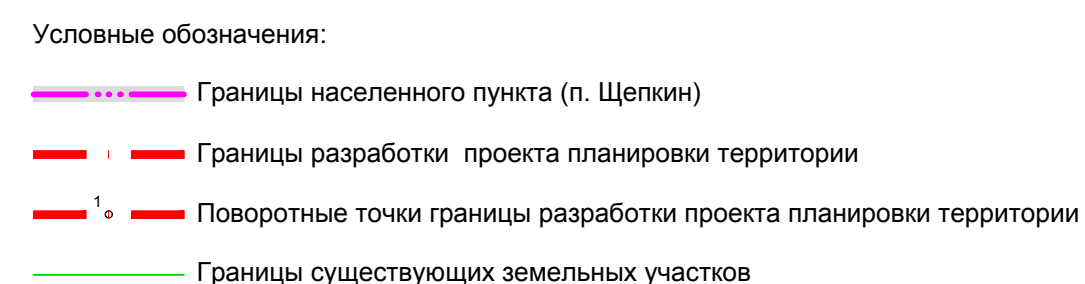 Условные обозначения:
Границы населенного пункта (п. Щепкин)
Границы разработки проекта планировки территории
1 Поворотные точки границы разработки проекта планировки территории
Границы существующих земельных участков